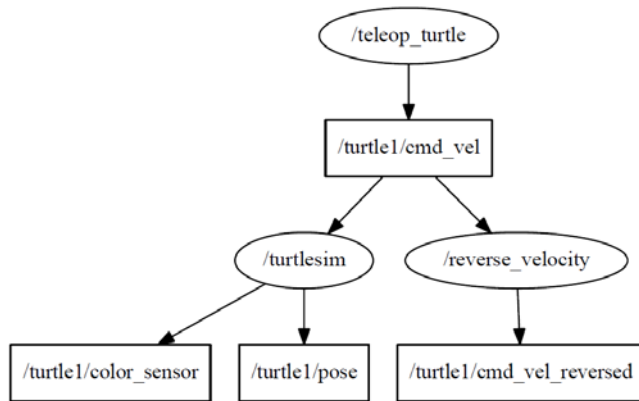 /teleop_turtle
/turtle1/cmd_vel
/turtlesim
/reverse_velocity
/turtle1/color_sensor
/turtle1/pose
/turtle1/cmd_vel_reversed